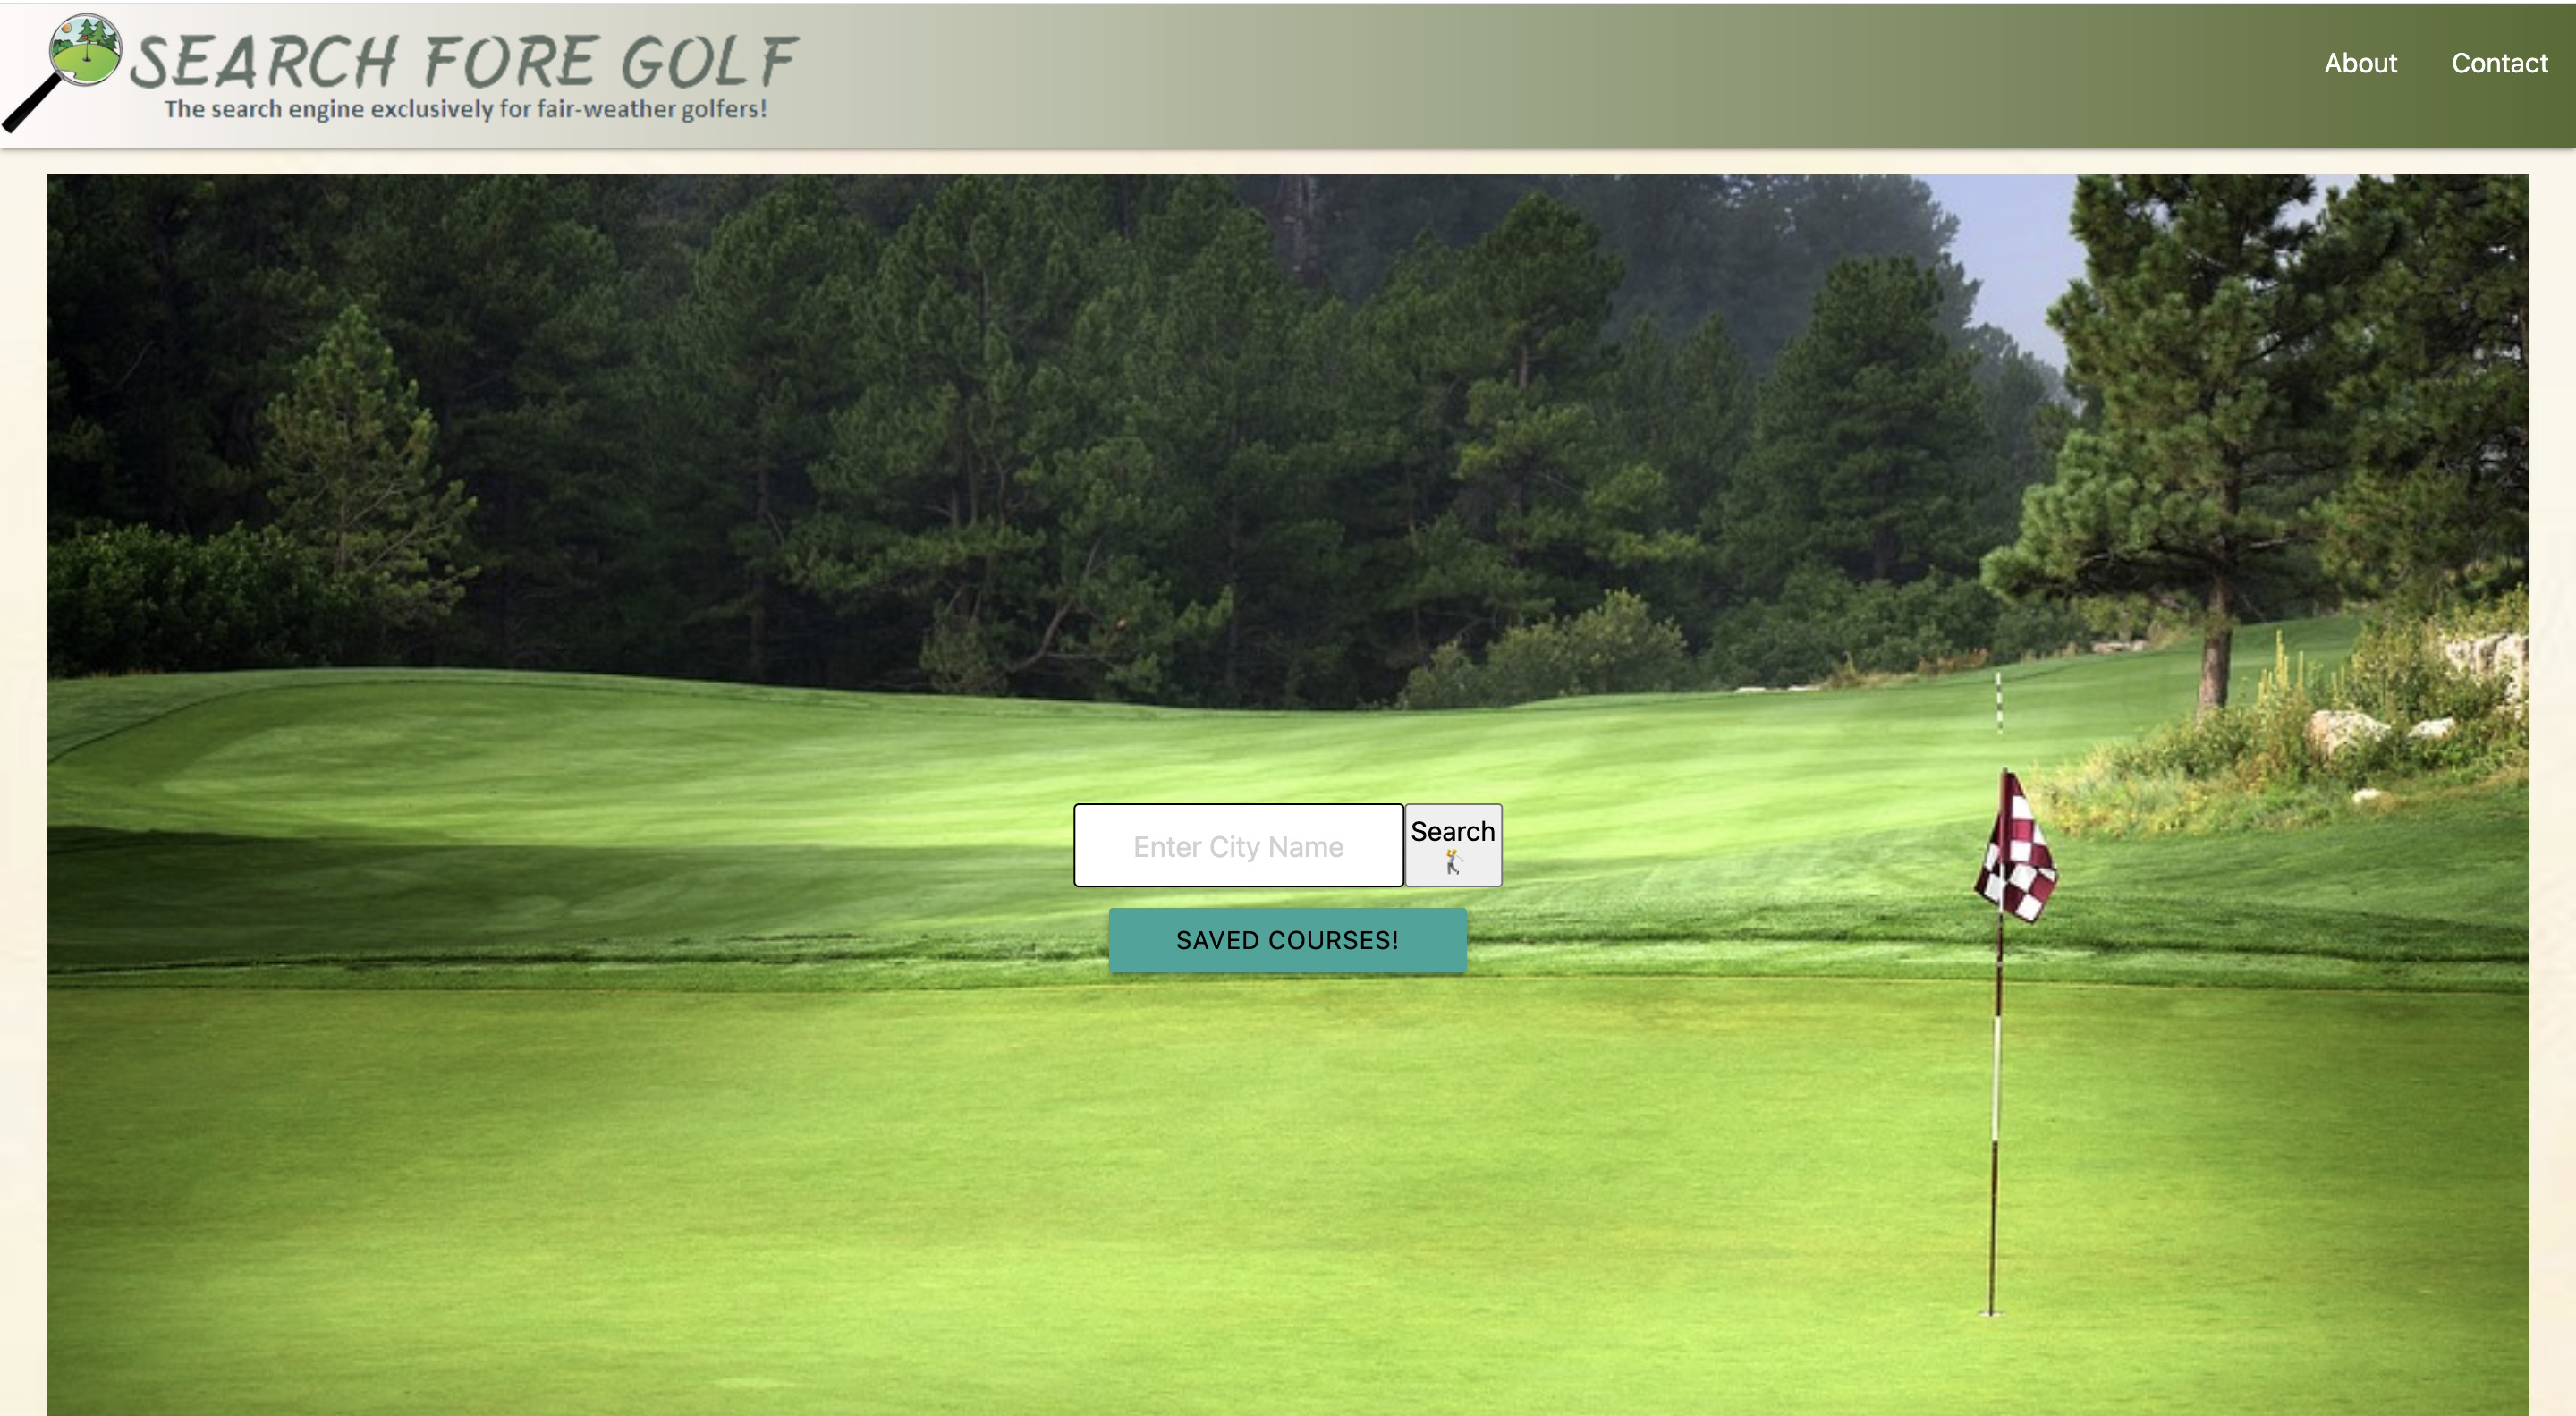 SEARCH FORE GOLF
The search engine exclusively for fair-weather golfers!
About
Contact
Enter City Name
Search
SAVED COURSES!